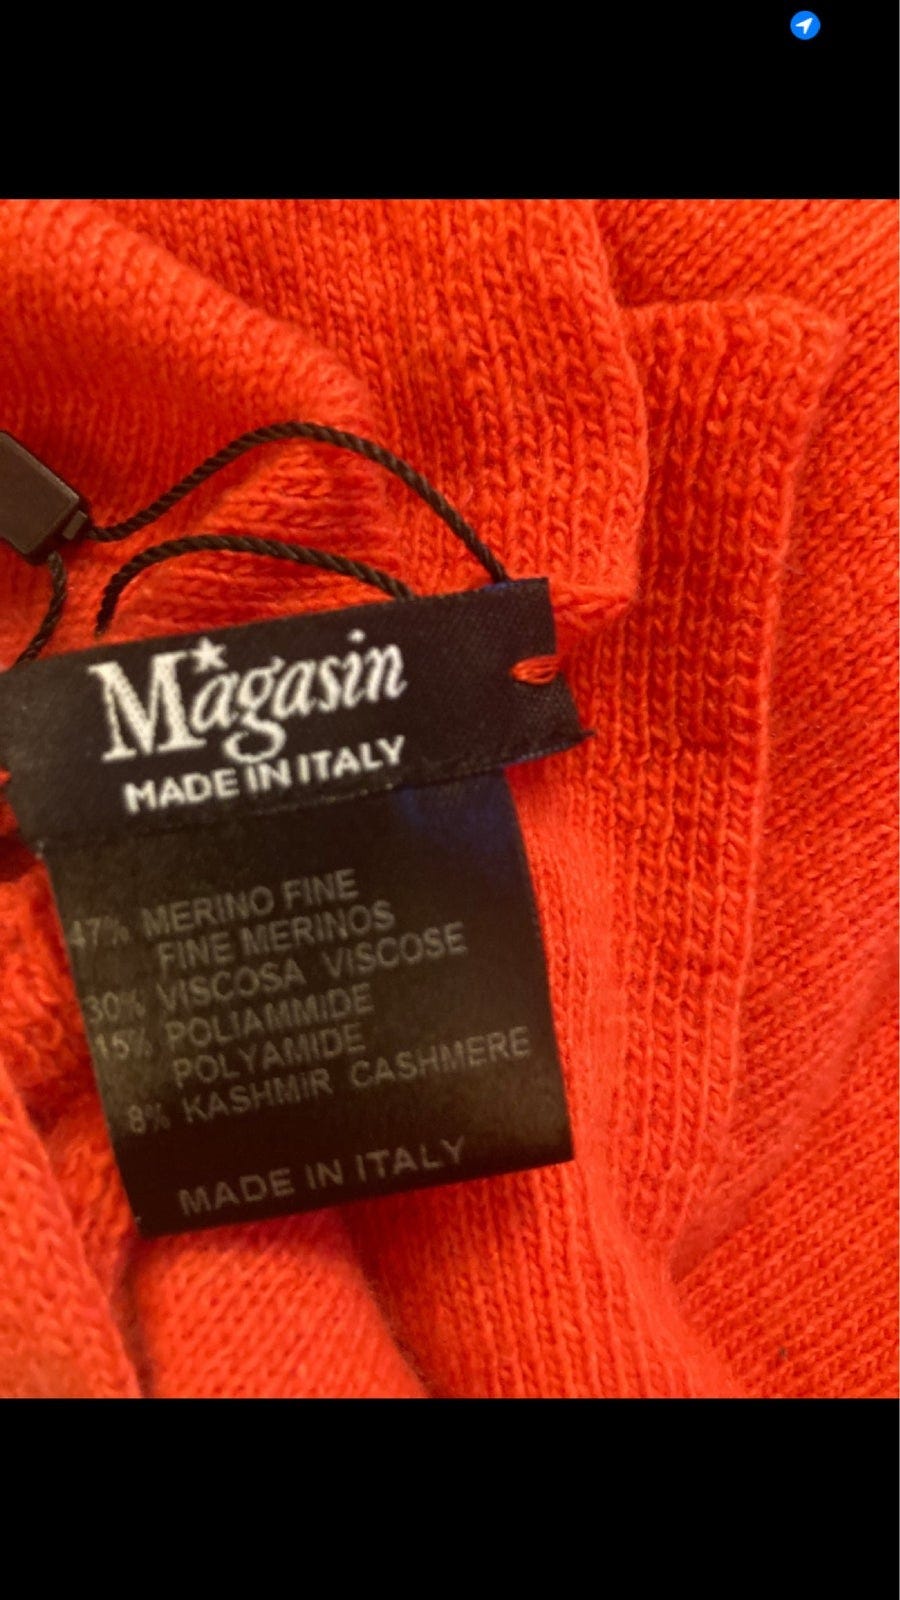 Magasin
MADE IN ITALY
47% MERINO FINE
FINE MERINOS
30% VISCOSA VISCOSE
15% POLIAMMIDE
POLYAMIDE
8% KASHMIR CASHMERE
MADE IN ITALY